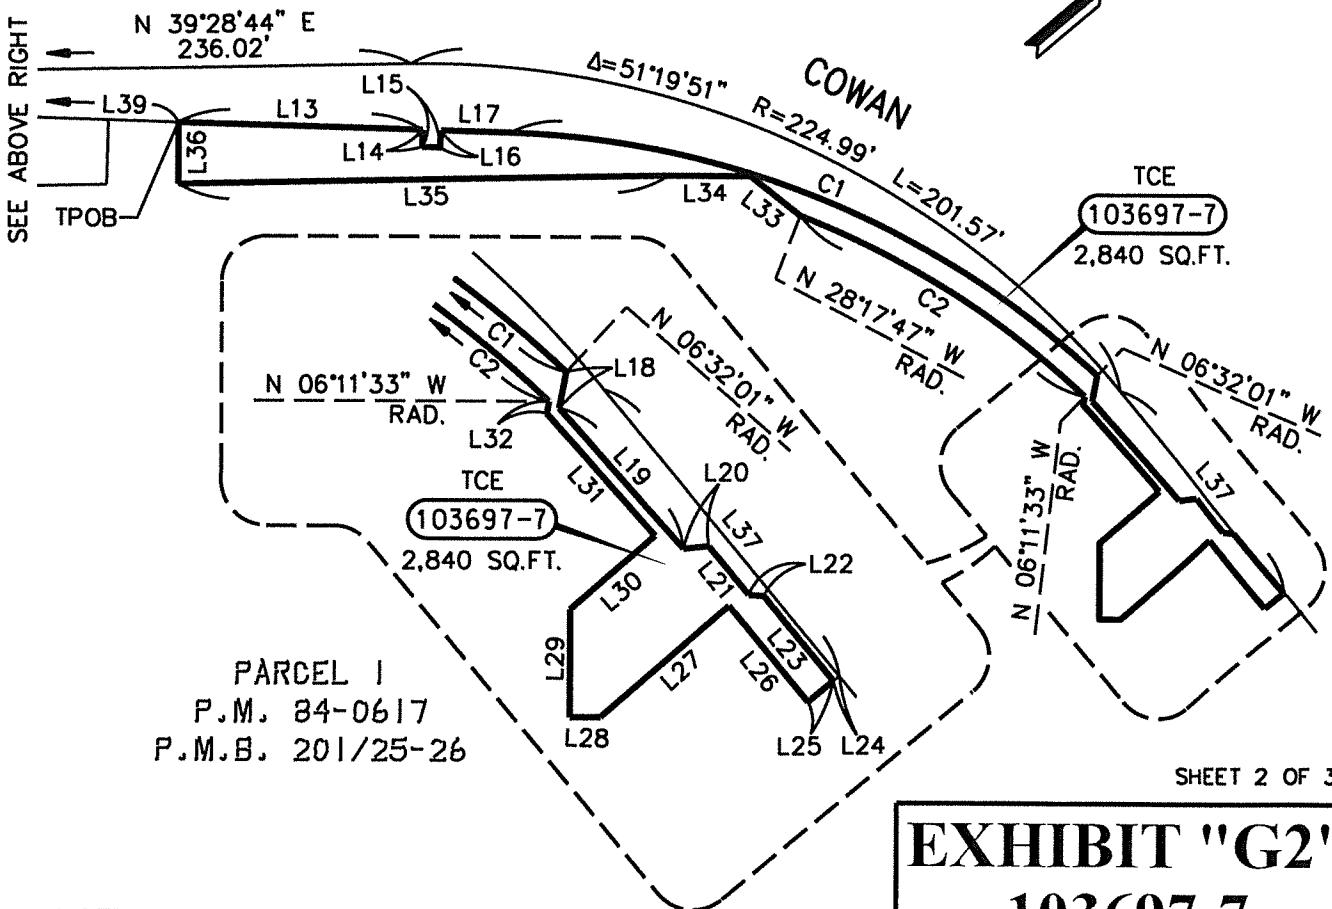 SEE ABOVE RIGHT
N 39°28'44" E
236.02'
L39
L13
L15
L17
L14
L16
L36
L35
L34
L33
TPOB
Δ=51°19'51"
R=224.99'
L=201.57'
COWAN
C1
C2
TCE
103697-7
2,840 SQ.FT.
N 28°17'47" W
RAD.
N 06°32'01" W
RAD.
N 06°11'33" W
RAD.
L37
C1
C2
N 06°11'33" W
RAD.
L18
N 06°32'01" W
RAD.
L32
L19
L31
L20
L37
TCE
103697-7
2,840 SQ.FT.
L21
L22
L30
L23
L29
L27
L26
L28
L25
L24
PARCEL 1
P.M. 84-0617
P.M.B. 201/25-26
SHEET 2 OF 3
EXHIBIT "G2"
103697-7